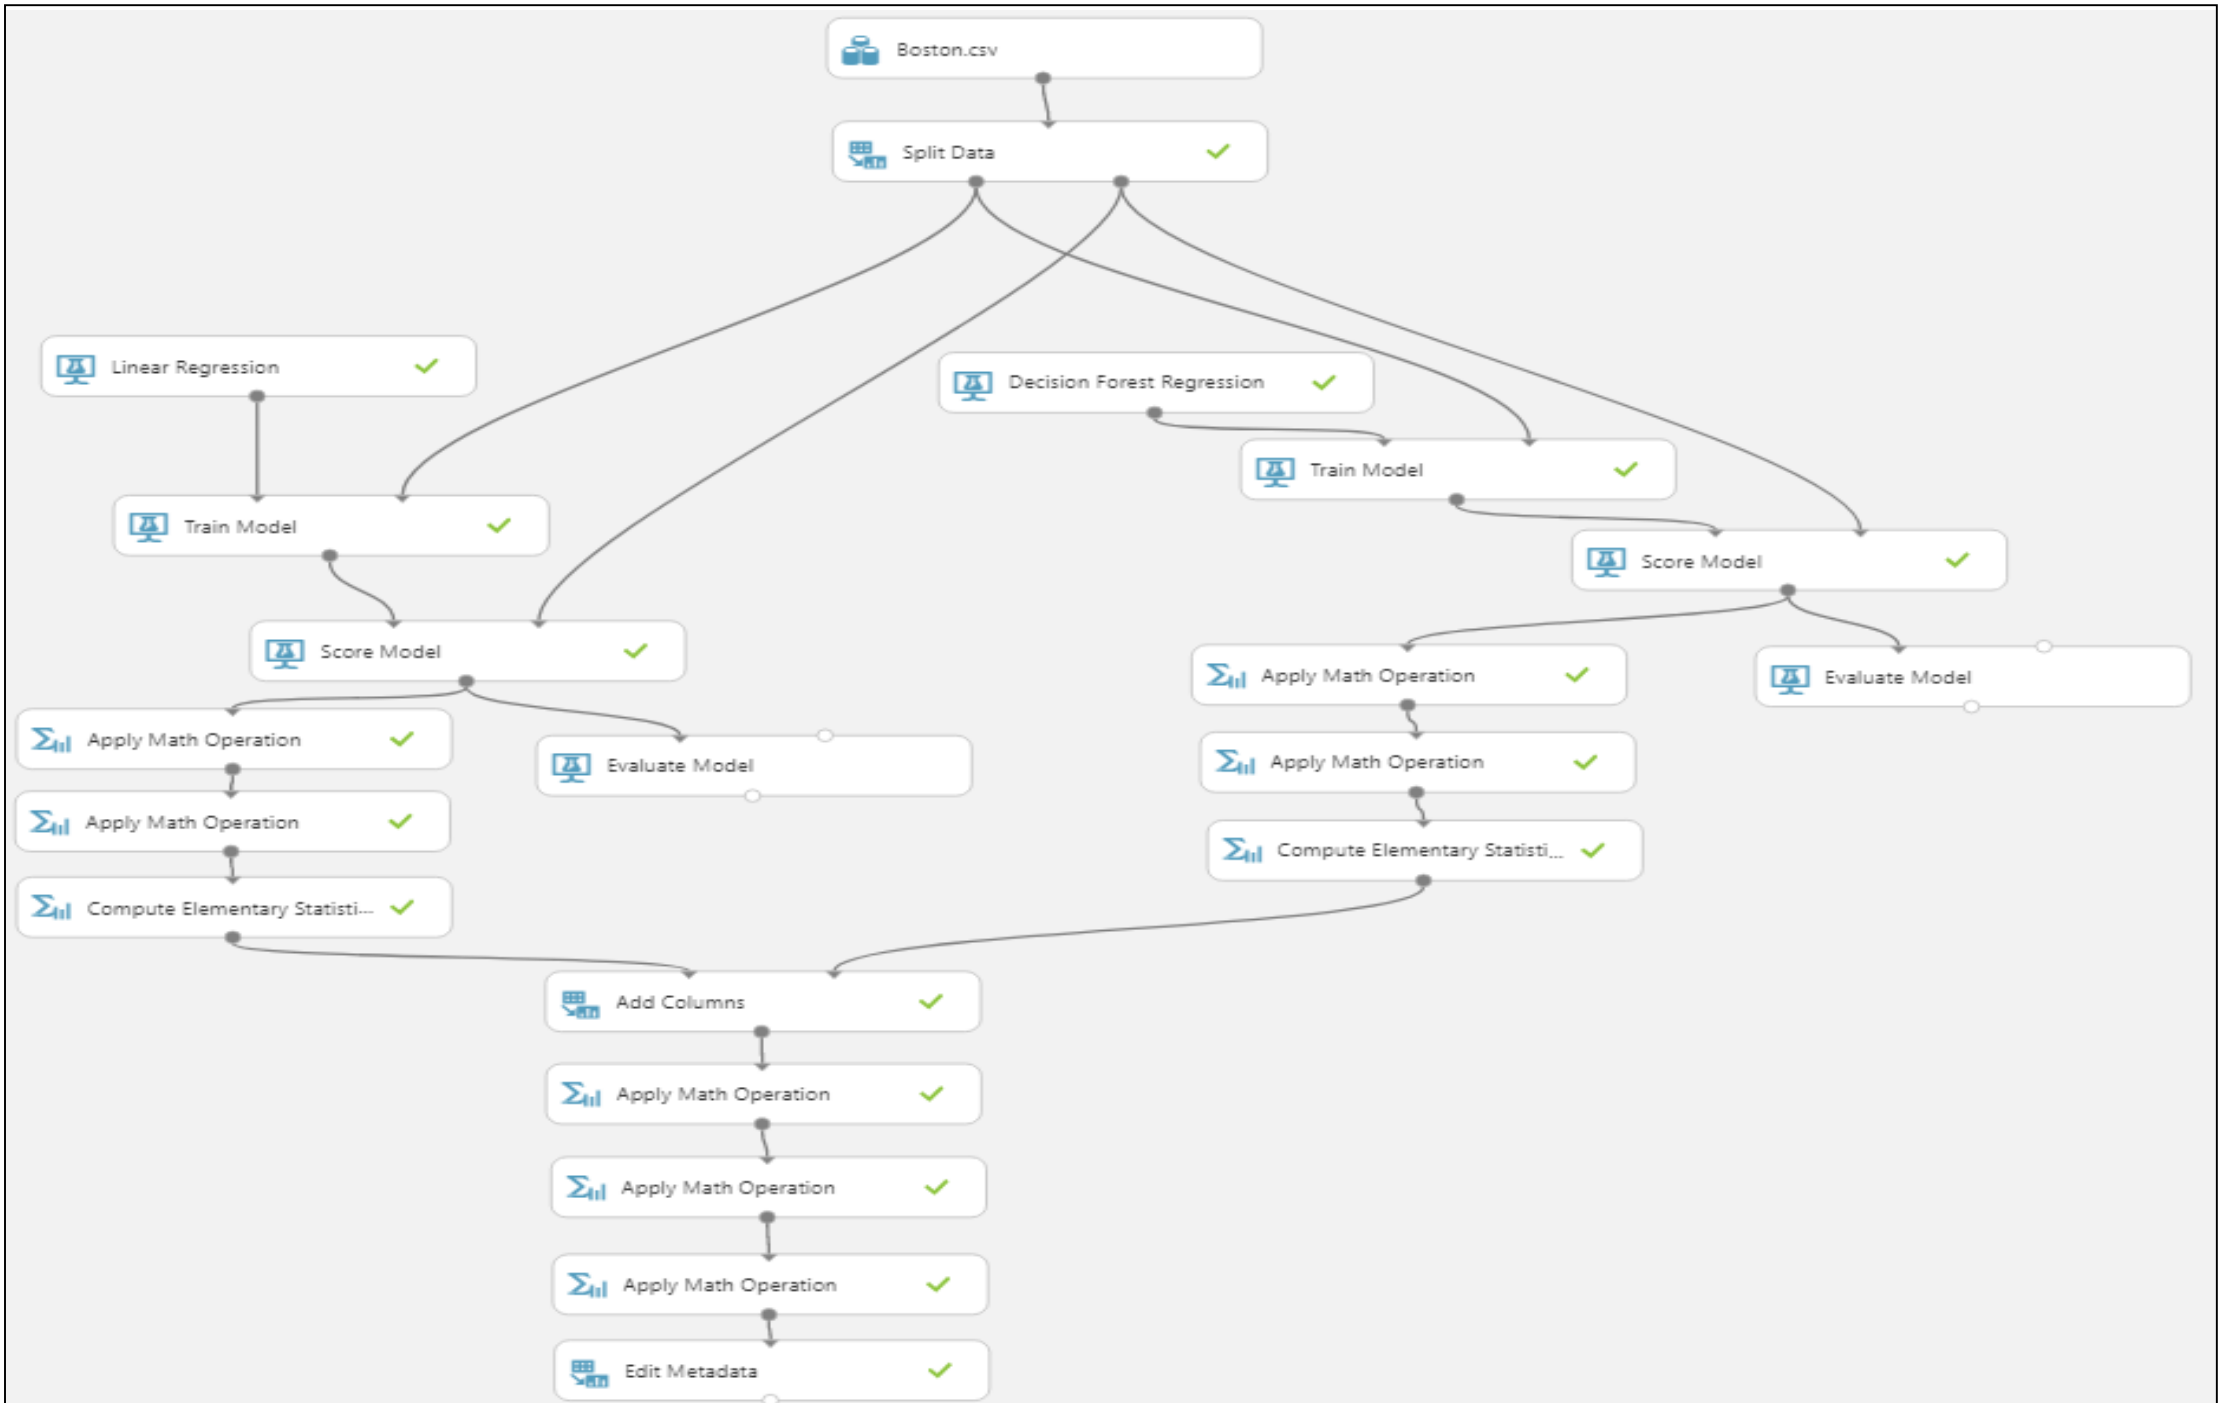 Boston.csv
Split Data
Linear Regression
Decision Forest Regression
Train Model
Train Model
Score Model
Score Model
Apply Math Operation
Evaluate Model
Apply Math Operation
Evaluate Model
Apply Math Operation
Apply Math Operation
Compute Elementary Statisti...
Compute Elementary Statisti...
Add Columns
Apply Math Operation
Apply Math Operation
Apply Math Operation
Edit Metadata